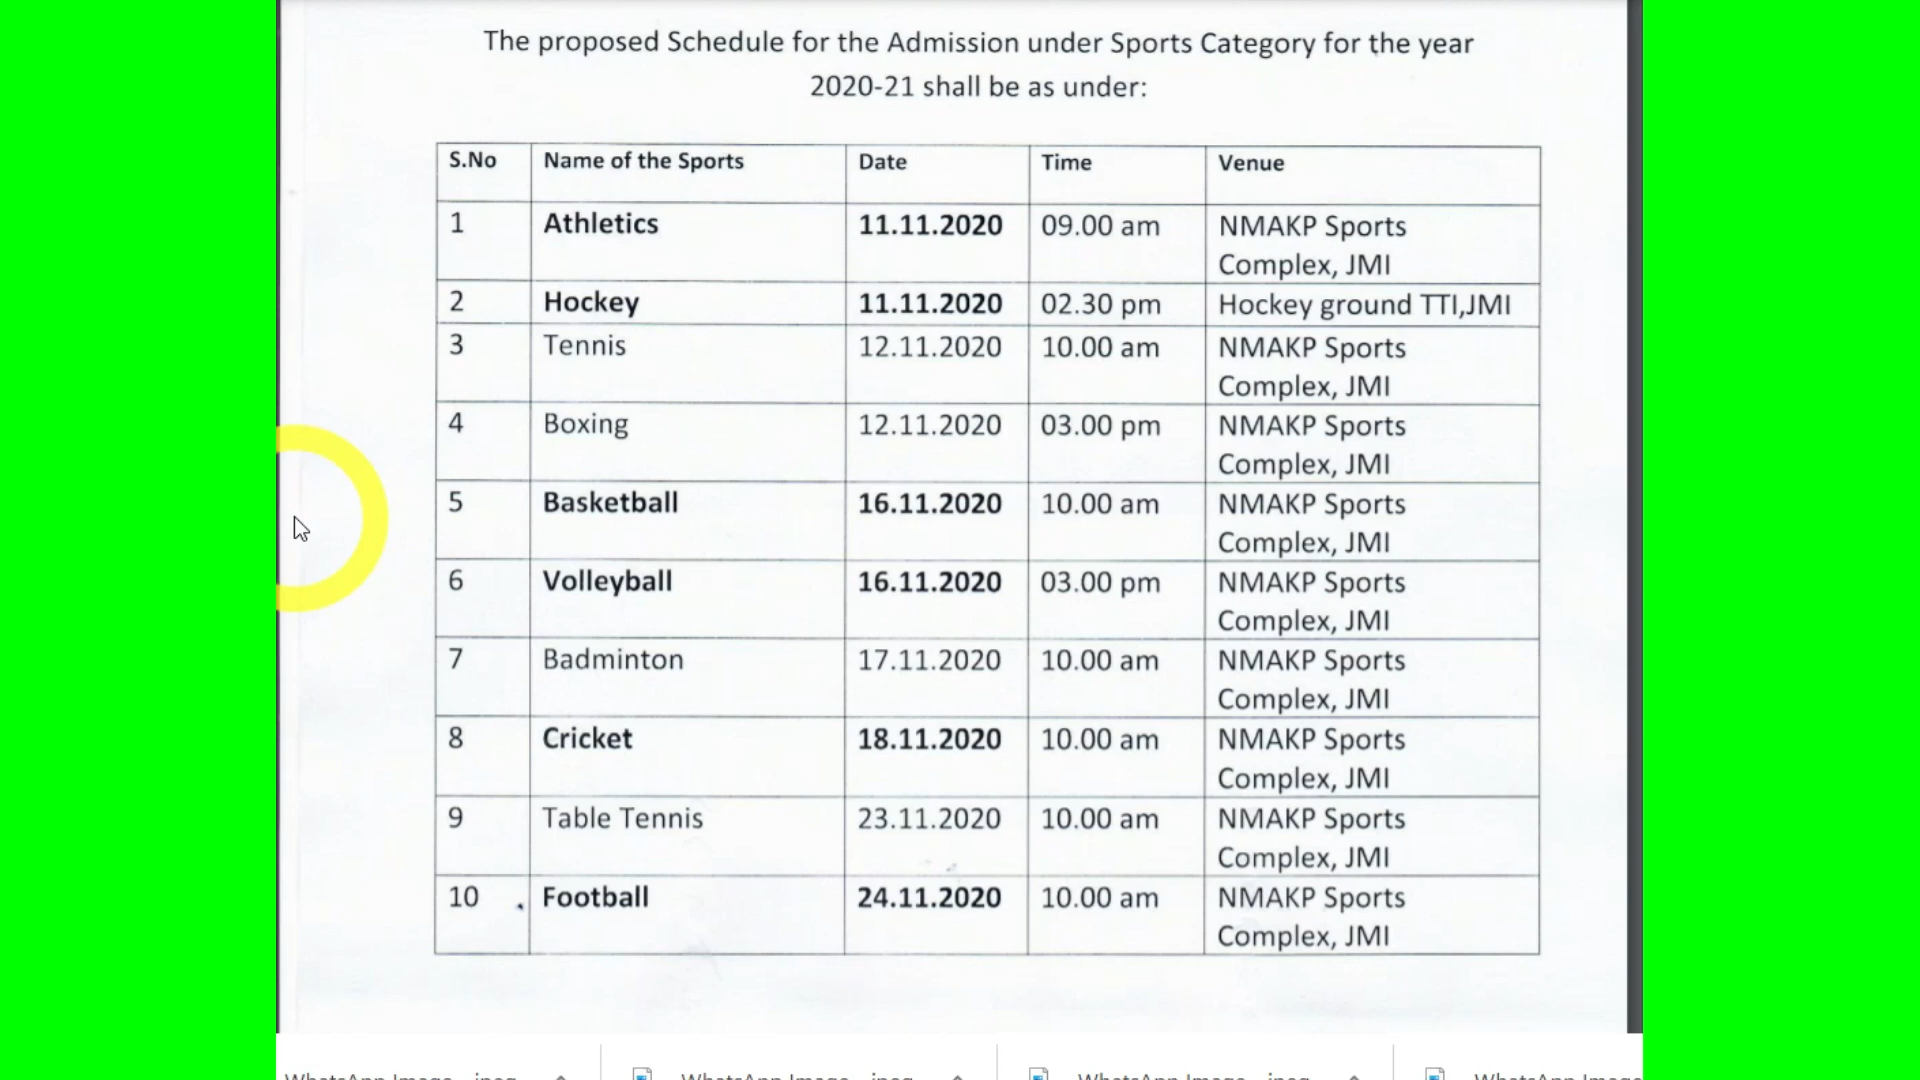 The proposed Schedule for the Admission under Sports Category for the year
2020-21 shall be as under:
S.No Name of the Sports Date Time Venue
1 Athletics 11.11.2020 09.00 am NMAKP Sports
Complex, JMI
2 Hockey 11.11.2020 02.30 pm Hockey ground TTI,JMI
3 Tennis 12.11.2020 10.00 am NMAKP Sports
Complex, JMI
4 Boxing 12.11.2020 03.00 pm NMAKP Sports
Complex, JMI
5 Basketball 16.11.2020 10.00 am NMAKP Sports
Complex, JMI
6 Volleyball 16.11.2020 03.00 pm NMAKP Sports
Complex, JMI
7 Badminton 17.11.2020 10.00 am NMAKP Sports
Complex, JMI
8 Cricket 18.11.2020 10.00 am NMAKP Sports
Complex, JMI
9 Table Tennis 23.11.2020 10.00 am NMAKP Sports
Complex, JMI
10 Football 24.11.2020 10.00 am NMAKP Sports
Complex, JMI